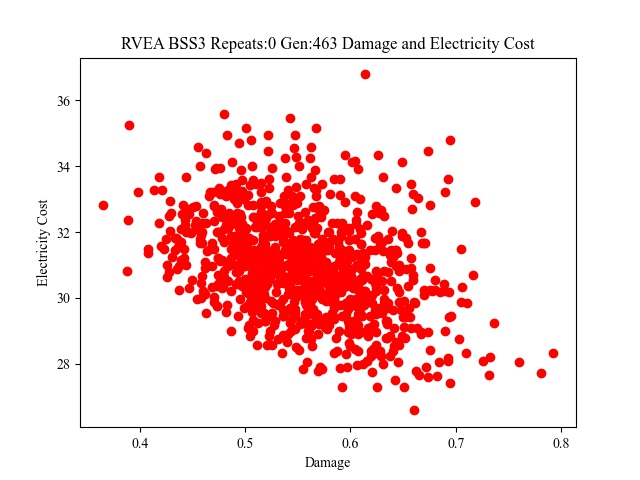 RVEA BSS3 Repeats:0 Gen:463 Damage and Electricity Cost
36
34
32
30
28
Electricity Cost
0.4 0.5 0.6 0.7 0.8
Damage